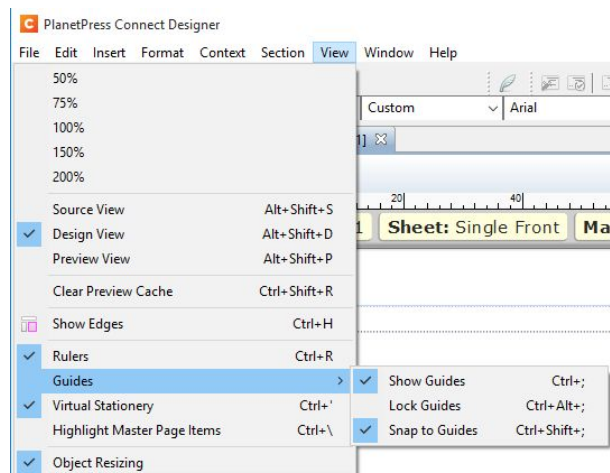 PlanetPress Connect Designer
File Edit Insert Format Context Section View Window Help
50%
75%
100%
150%
200%
Custom
Arial
1]
20
40
Source View Alt+Shift+S
Design View Alt+Shift+D
Preview View Alt+Shift+P
1 Sheet: Single Front Ma
Clear Preview Cache Ctrl+Shift+R
Show Edges Ctrl+H
Rulers Ctrl+R
Guides
Virtual Stationery Ctrl+'
Highlight Master Page Items Ctrl+\
Object Resizing
Show Guides Ctrl+;
Lock Guides Ctrl+Alt+;
Snap to Guides Ctrl+Shift+;